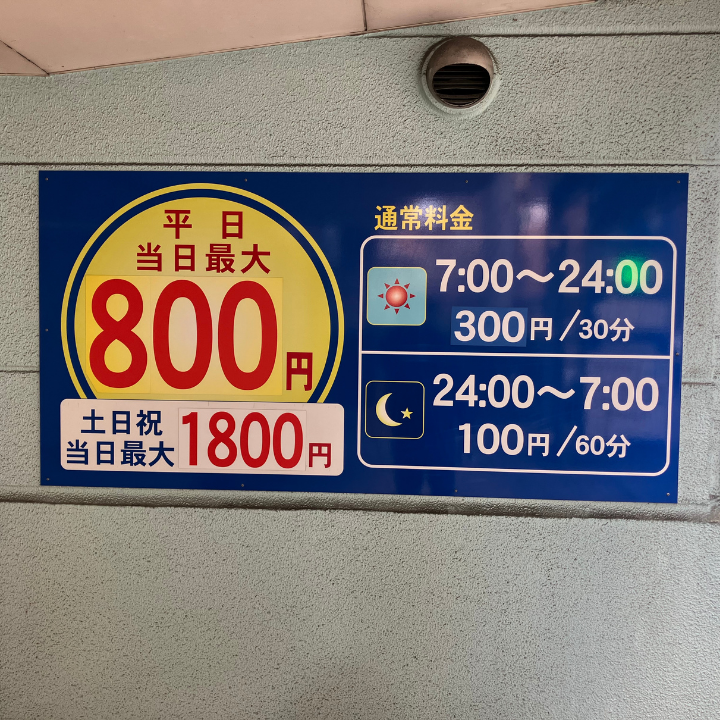 平日
当日最大
800円
土日祝
当日最大 1800円
通常料金
7:00〜24:00
300円/30分
24:00〜7:00
100円/60分